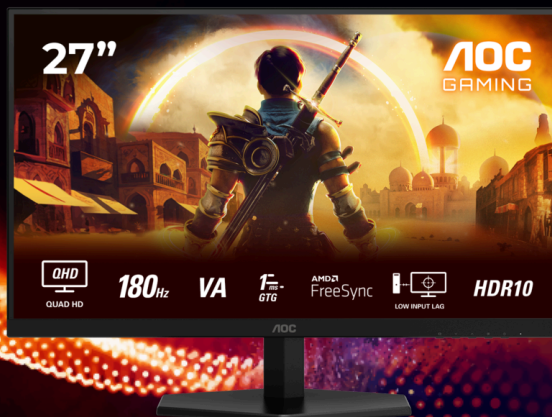 27”
AOC
GAMING
QHD
QUAD HD
180Hz
VA
1ms
GTG
AMD
FreeSync
LOW INPUT LAG
HDR10
AOC